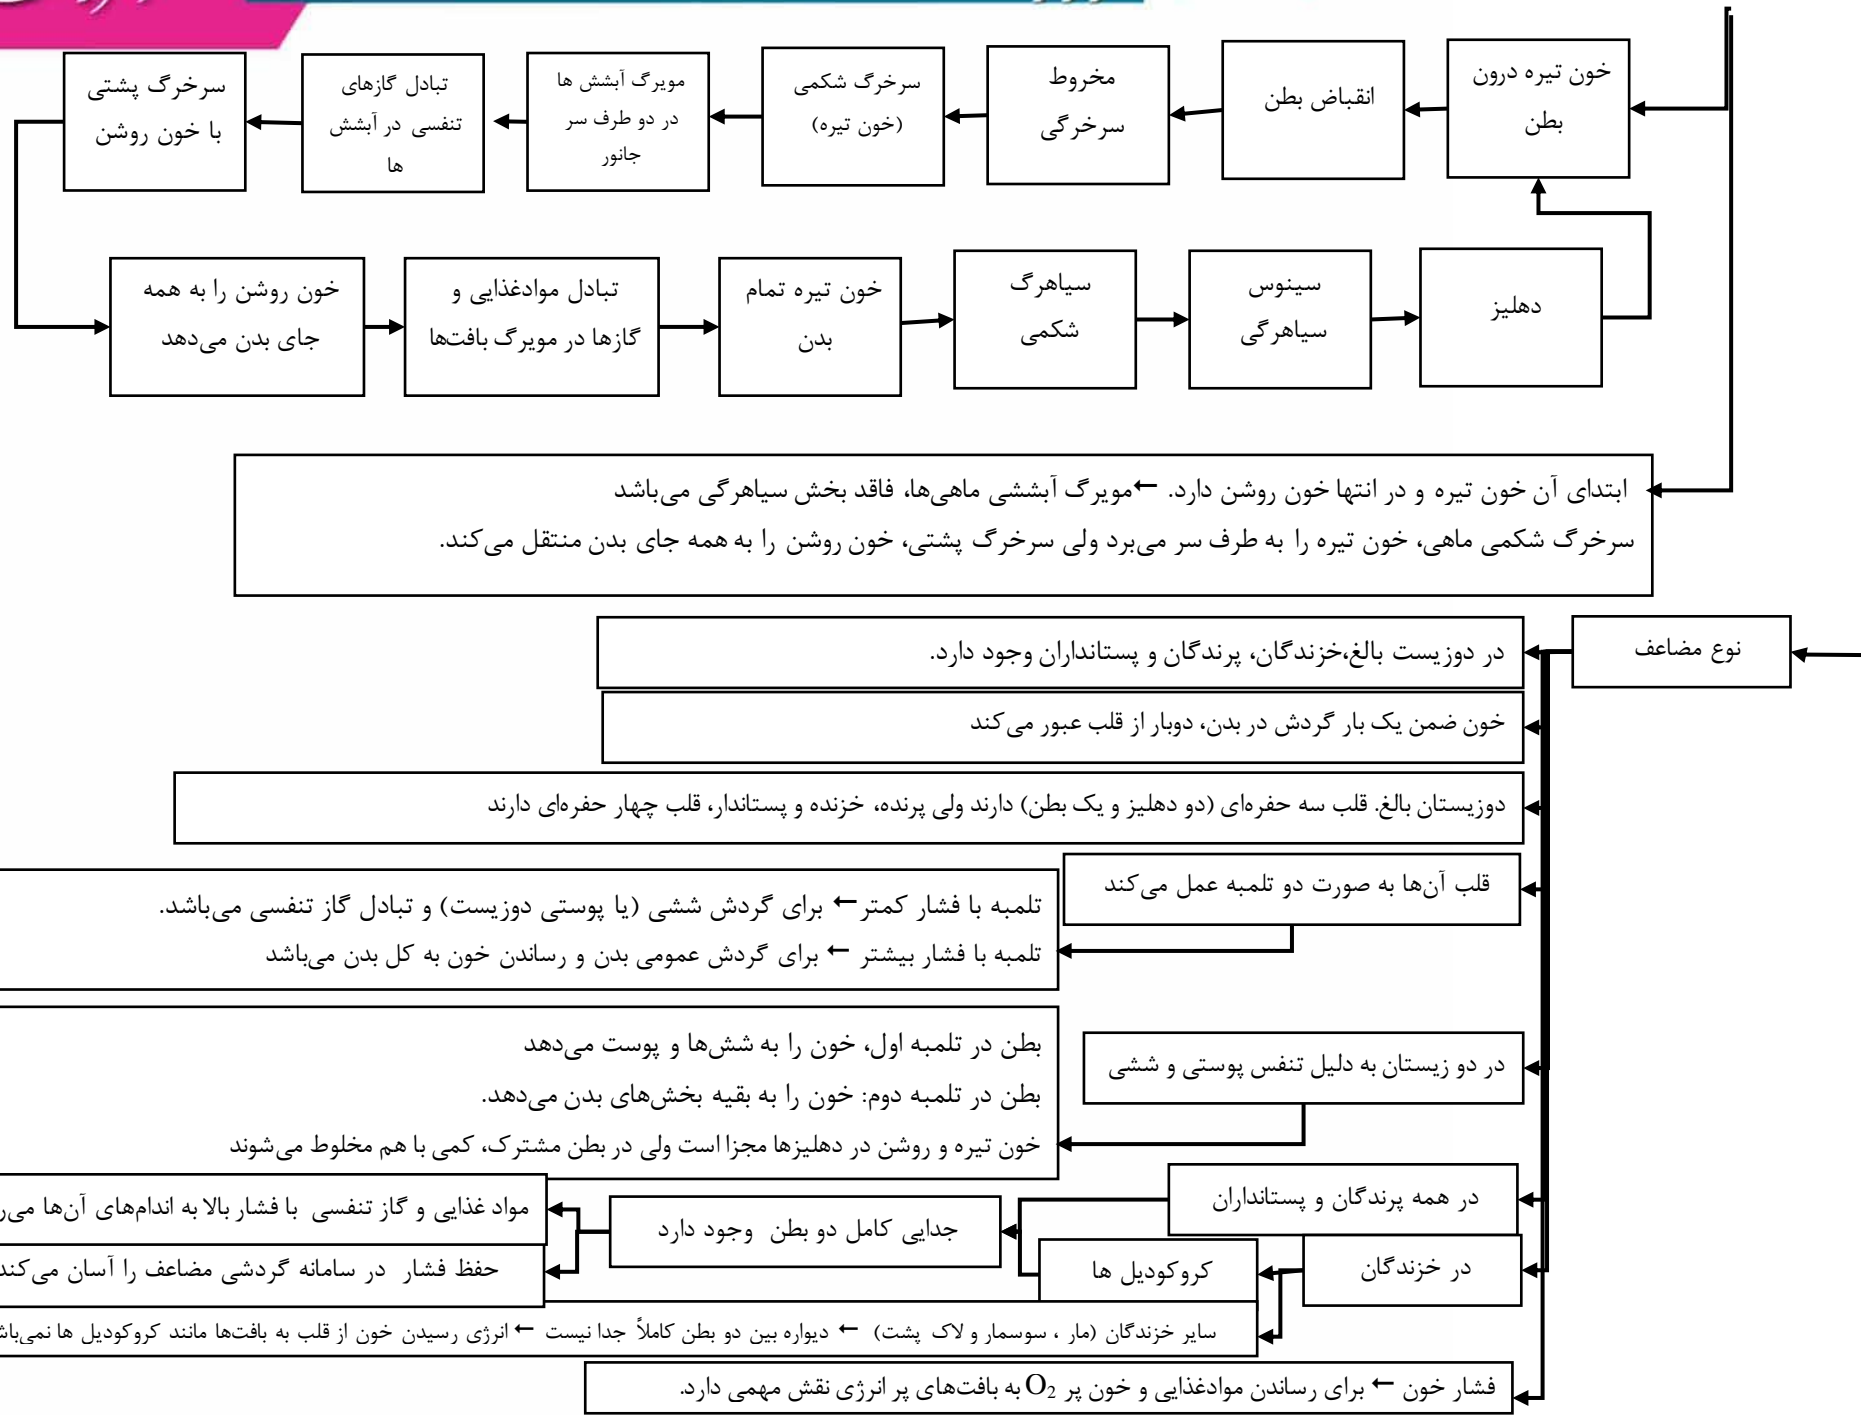 خون تیره درون
بطن
انقباض بطن
مخروط
سرخرگی
سرخرگ شکمی
(خون تیره)
مویرگ آبشش ها
در دو طرف سر
جانور
تبادل گازهای
تنفسی در آبشش
ها
سرخرگ پشتی
با خون روشن
خون روشن را به همه
جای بدن می‌دهد
تبادل موادغذایی و
گازها در مویرگ بافت‌ها
خون تیره تمام
بدن
سیاهرگ
شکمی
سینوس
سیاهرگی
دهلیز
ابتدای آن خون تیره و در انتها خون روشن دارد. ←مویرگ آبششی ماهی‌ها، فاقد بخش سیاهرگی می‌باشد
سرخرگ شکمی ماهی، خون تیره را به طرف سر می‌برد ولی سرخرگ پشتی، خون روشن را به همه جای بدن منتقل می‌کند.
نوع مضاعف
در دوزیست بالغ،خزندگان، پرندگان و پستانداران وجود دارد.
خون ضمن یک بار گردش در بدن، دوبار از قلب عبور می‌کند
دوزیستان بالغ. قلب سه حفره‌ای (دو دهلیز و یک بطن) دارند ولی پرنده، خزنده و پستاندار، قلب چهار حفره‌ای دارند
قلب آن‌ها به صورت دو تلمبه عمل می‌کند
تلمبه با فشار کمتر← برای گردش ششی (یا پوستی دوزیست) و تبادل گاز تنفسی می‌باشد.
تلمبه با فشار بیشتر ← برای گردش عمومی بدن و رساندن خون به کل بدن می‌باشد
در دو زیستان به دلیل تنفس پوستی و ششی
بطن در تلمبه اول، خون را به شش‌ها و پوست می‌دهد
بطن در تلمبه دوم: خون را به بقیه بخش‌های بدن می‌دهد.
خون تیره و روشن در دهلیزها مجزا است ولی در بطن مشترک، کمی با هم مخلوط می‌شوند
در همه پرندگان و پستانداران
جدایی کامل دو بطن وجود دارد
مواد غذایی و گاز تنفسی با فشار بالا به اندام‌های آن‌ها
حفظ فشار در سامانه گردشی مضاعف را آسان می‌کند
در خزندگان
کروکودیل ها
سایر خزندگان (مار ، سوسمار و لاک پشت) ← دیواره بین دو بطن کاملاً جدا نیست ← انرژی رسیدن خون از قلب به بافت‌ها مانند کروکودیل ها
فشار خون ← برای رساندن موادغذایی و خون پر O₂ به بافت‌های پر انرژی نقش مهمی دارد.